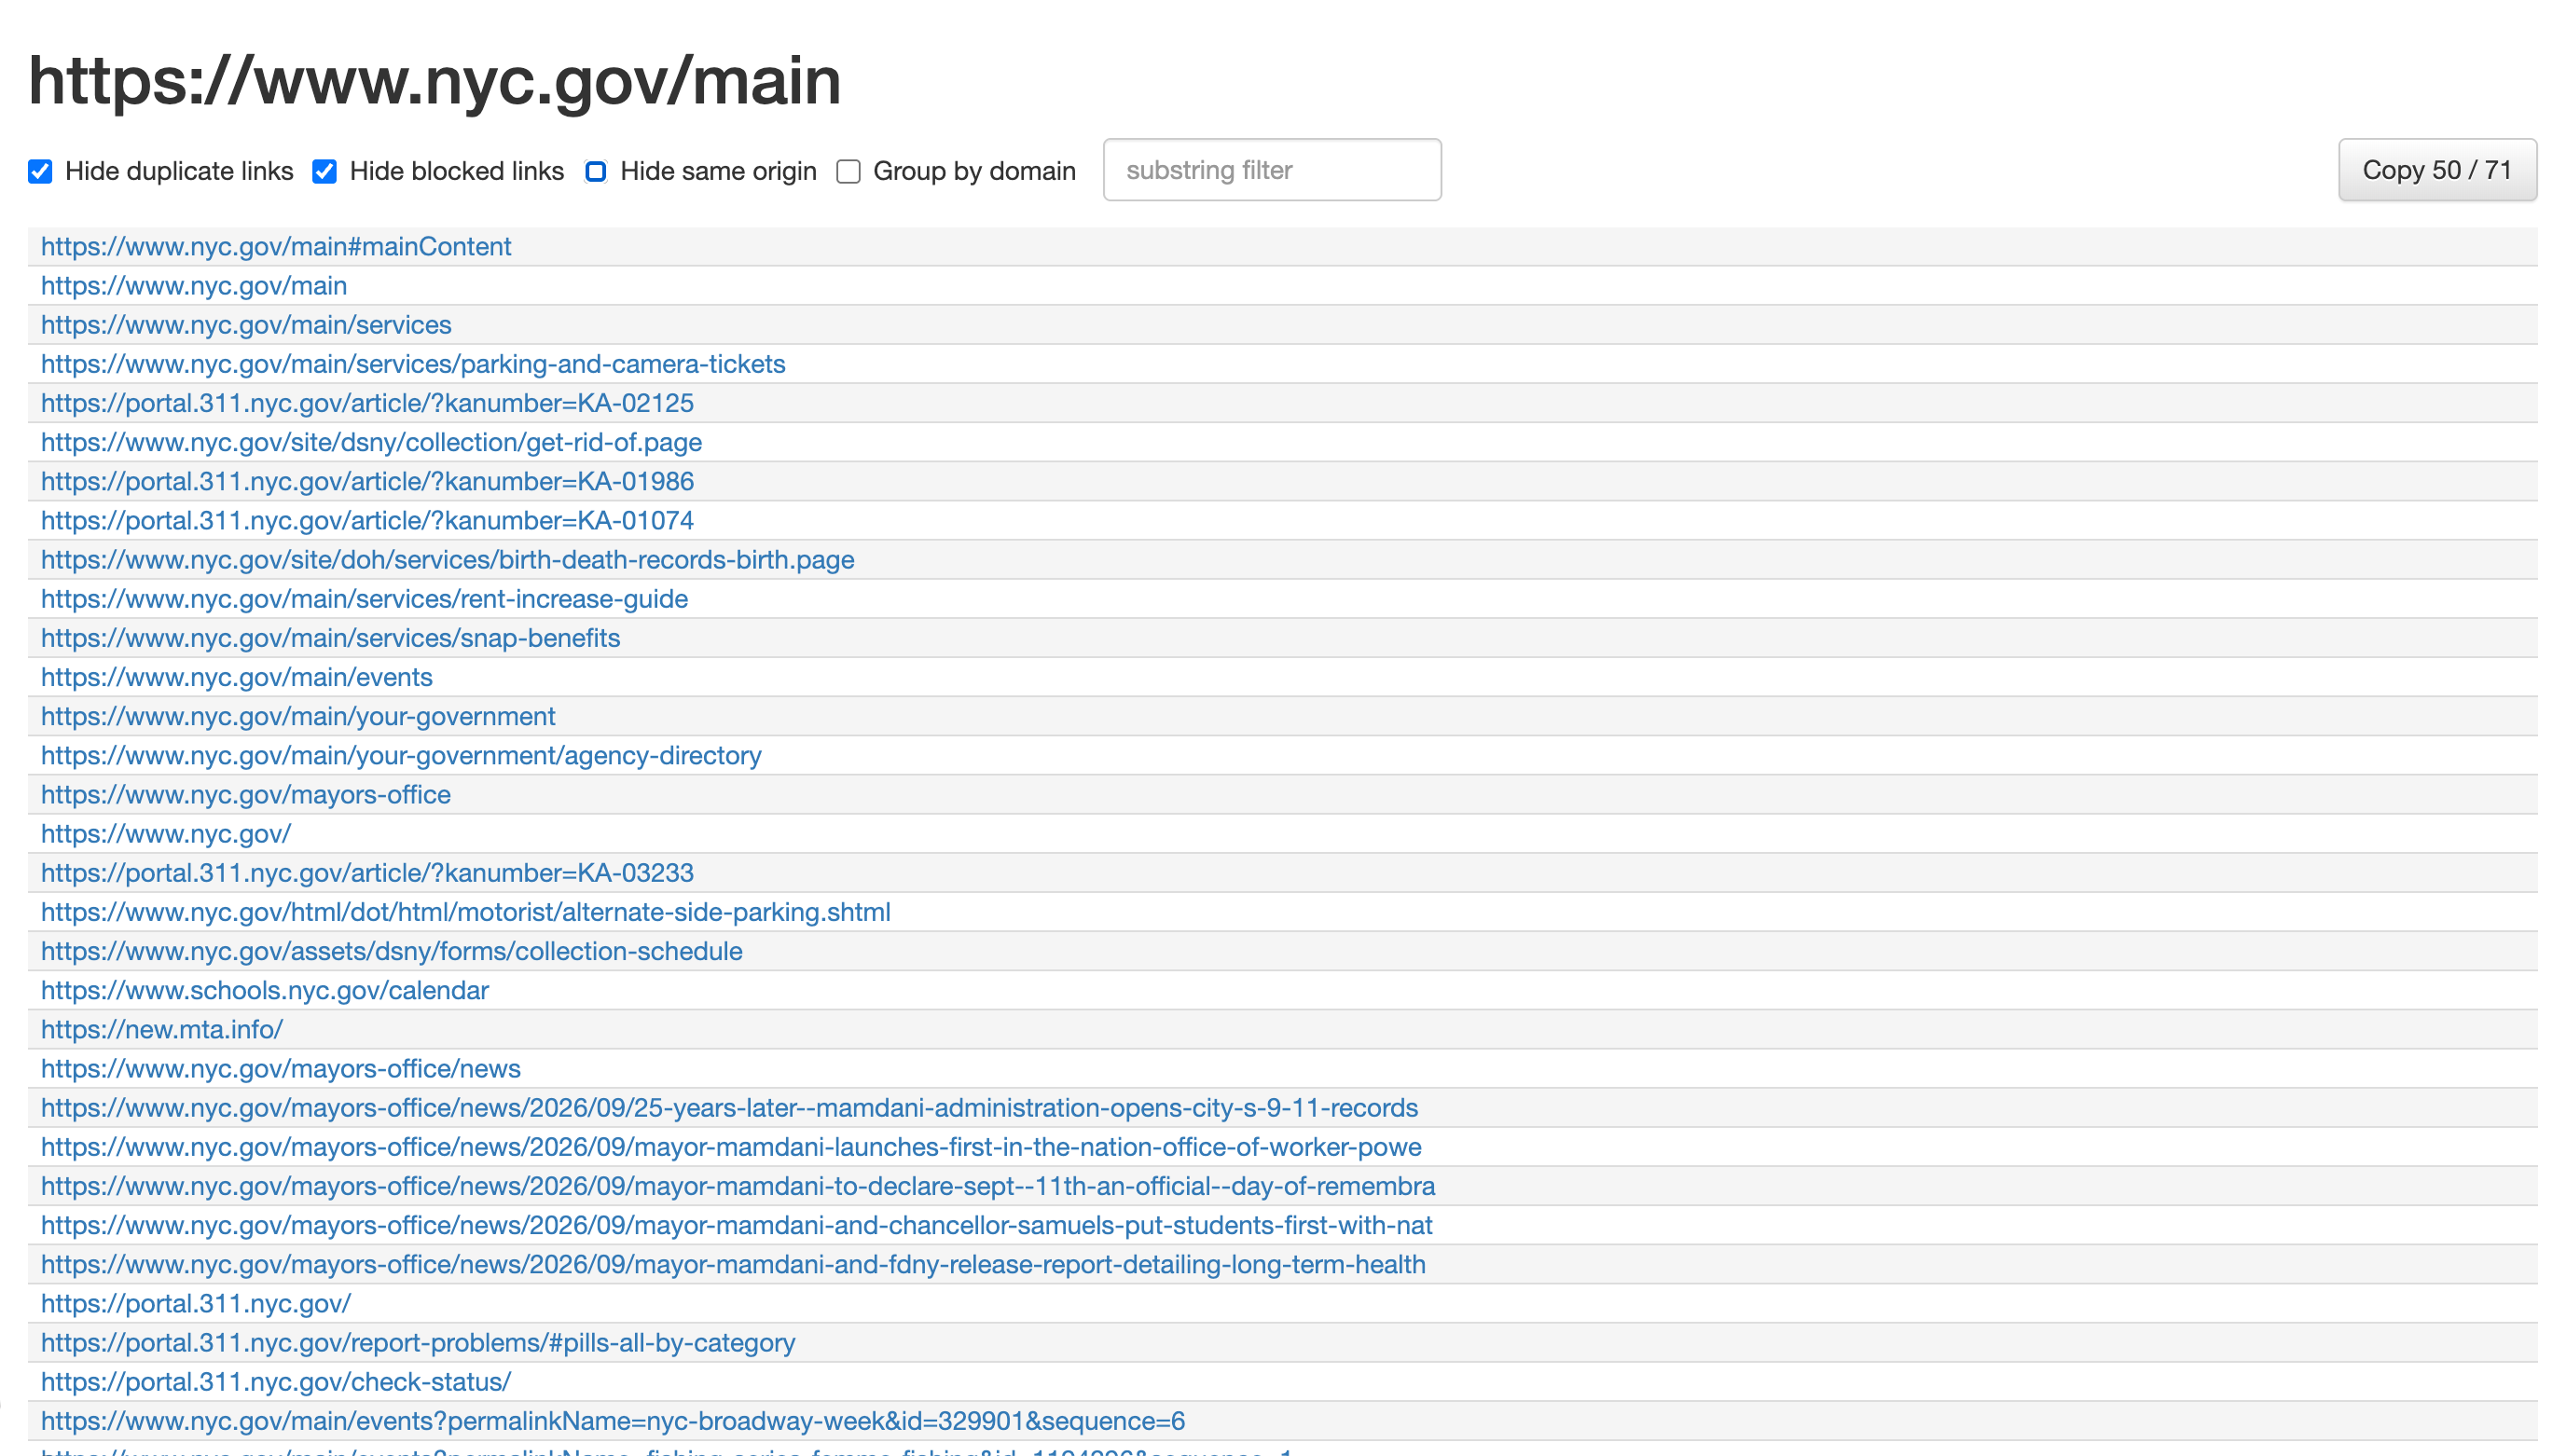 https://www.nyc.gov/main
Hide duplicate links Hide blocked links Hide same origin Group by domain substring filter Copy 50 / 71
https://www.nyc.gov/main#mainContent
https://www.nyc.gov/main
https://www.nyc.gov/main/services
https://www.nyc.gov/main/services/parking-and-camera-tickets
https://portal.311.nyc.gov/article/?kanumber=KA-02125
https://www.nyc.gov/site/dsny/collection/get-rid-of.page
https://portal.311.nyc.gov/article/?kanumber=KA-01986
https://portal.311.nyc.gov/article/?kanumber=KA-01074
https://www.nyc.gov/site/doh/services/birth-death-records-birth.page
https://www.nyc.gov/main/services/rent-increase-guide
https://www.nyc.gov/main/services/snap-benefits
https://www.nyc.gov/main/events
https://www.nyc.gov/main/your-government
https://www.nyc.gov/main/your-government/agency-directory
https://www.nyc.gov/mayors-office
https://www.nyc.gov/
https://portal.311.nyc.gov/article/?kanumber=KA-03233
https://www.nyc.gov/html/dot/html/motorist/alternate-side-parking.shtml
https://www.nyc.gov/assets/dsny/forms/collection-schedule
https://www.schools.nyc.gov/calendar
https://new.mta.info/
https://www.nyc.gov/mayors-office/news
https://www.nyc.gov/mayors-office/news/2026/09/25-years-later--mamdani-administration-opens-city-s-9-11-records
https://www.nyc.gov/mayors-office/news/2026/09/mayor-mamdani-launches-first-in-the-nation-office-of-worker-powe
https://www.nyc.gov/mayors-office/news/2026/09/mayor-mamdani-to-declare-sept--11th-an-official--day-of-remembra
https://www.nyc.gov/mayors-office/news/2026/09/mayor-mamdani-and-chancellor-samuels-put-students-first-with-nat
https://www.nyc.gov/mayors-office/news/2026/09/mayor-mamdani-and-fdny-release-report-detailing-long-term-health
https://portal.311.nyc.gov/
https://portal.311.nyc.gov/report-problems/#pills-all-by-category
https://portal.311.nyc.gov/check-status/
https://www.nyc.gov/main/events?permalinkName=nyc-broadway-week&id=329901&sequence=6